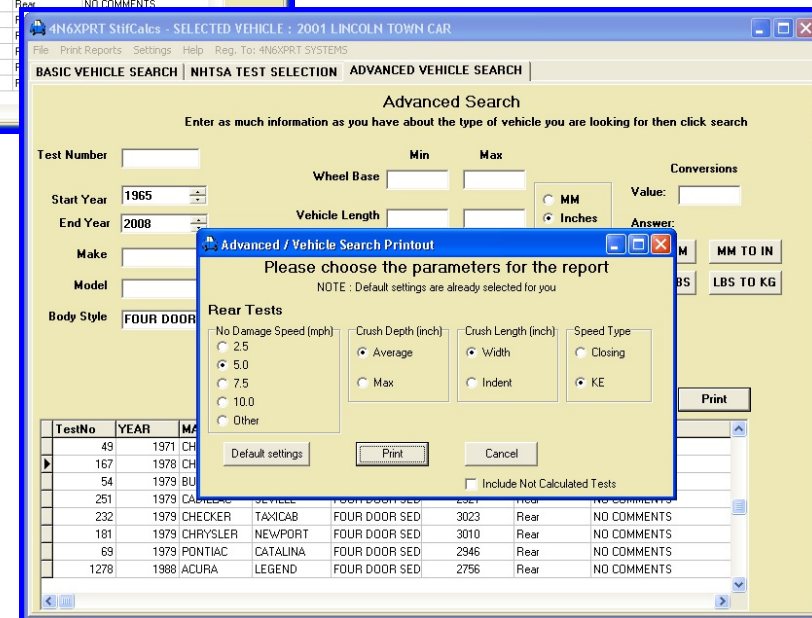 Rear NO COMMENTS
4N6XPRT StifCalcs - SELECTED VEHICLE : 2001 LINCOLN TOWN CAR
File Print Reports Settings Help Reg. To: 4N6XPRT SYSTEMS
BASIC VEHICLE SEARCH NHTSA TEST SELECTION ADVANCED VEHICLE SEARCH
Advanced Search
Enter as much information as you have about the type of vehicle you are looking for then click search
Test Number
Min Max
Wheel Base
Conversions
Value:
Start Year 1965
MM
End Year 2008
Vehicle Length
Inches
Answer:
Make
M MM TO IN
Model
BS LBS TO KG
Body Style FOUR DOOR
Advanced / Vehicle Search Printout
Please choose the parameters for the report
NOTE : Default settings are already selected for you
Rear Tests
No Damage Speed (mph) Crush Depth (inch) Crush Length (inch) Speed Type
2.5 Average Width Closing
5.0
7.5 Max Indent KE
10.0
Other
Default settings Print Cancel
Include Not Calculated Tests
Print
TestNo YEAR MA
49 1971 CH
167 1978 CH
54 1979 BU
251 1979 CADILLAC SEVILLE FOUR DOOR SED 2321 Rear NO COMMENTS
232 1979 CHECKER TAXICAB FOUR DOOR SED 3023 Rear NO COMMENTS
181 1979 CHRYSLER NEWPORT FOUR DOOR SED 3010 Rear NO COMMENTS
69 1979 PONTIAC CATALINA FOUR DOOR SED 2946 Rear NO COMMENTS
1278 1988 ACURA LEGEND FOUR DOOR SED 2756 Rear NO COMMENTS